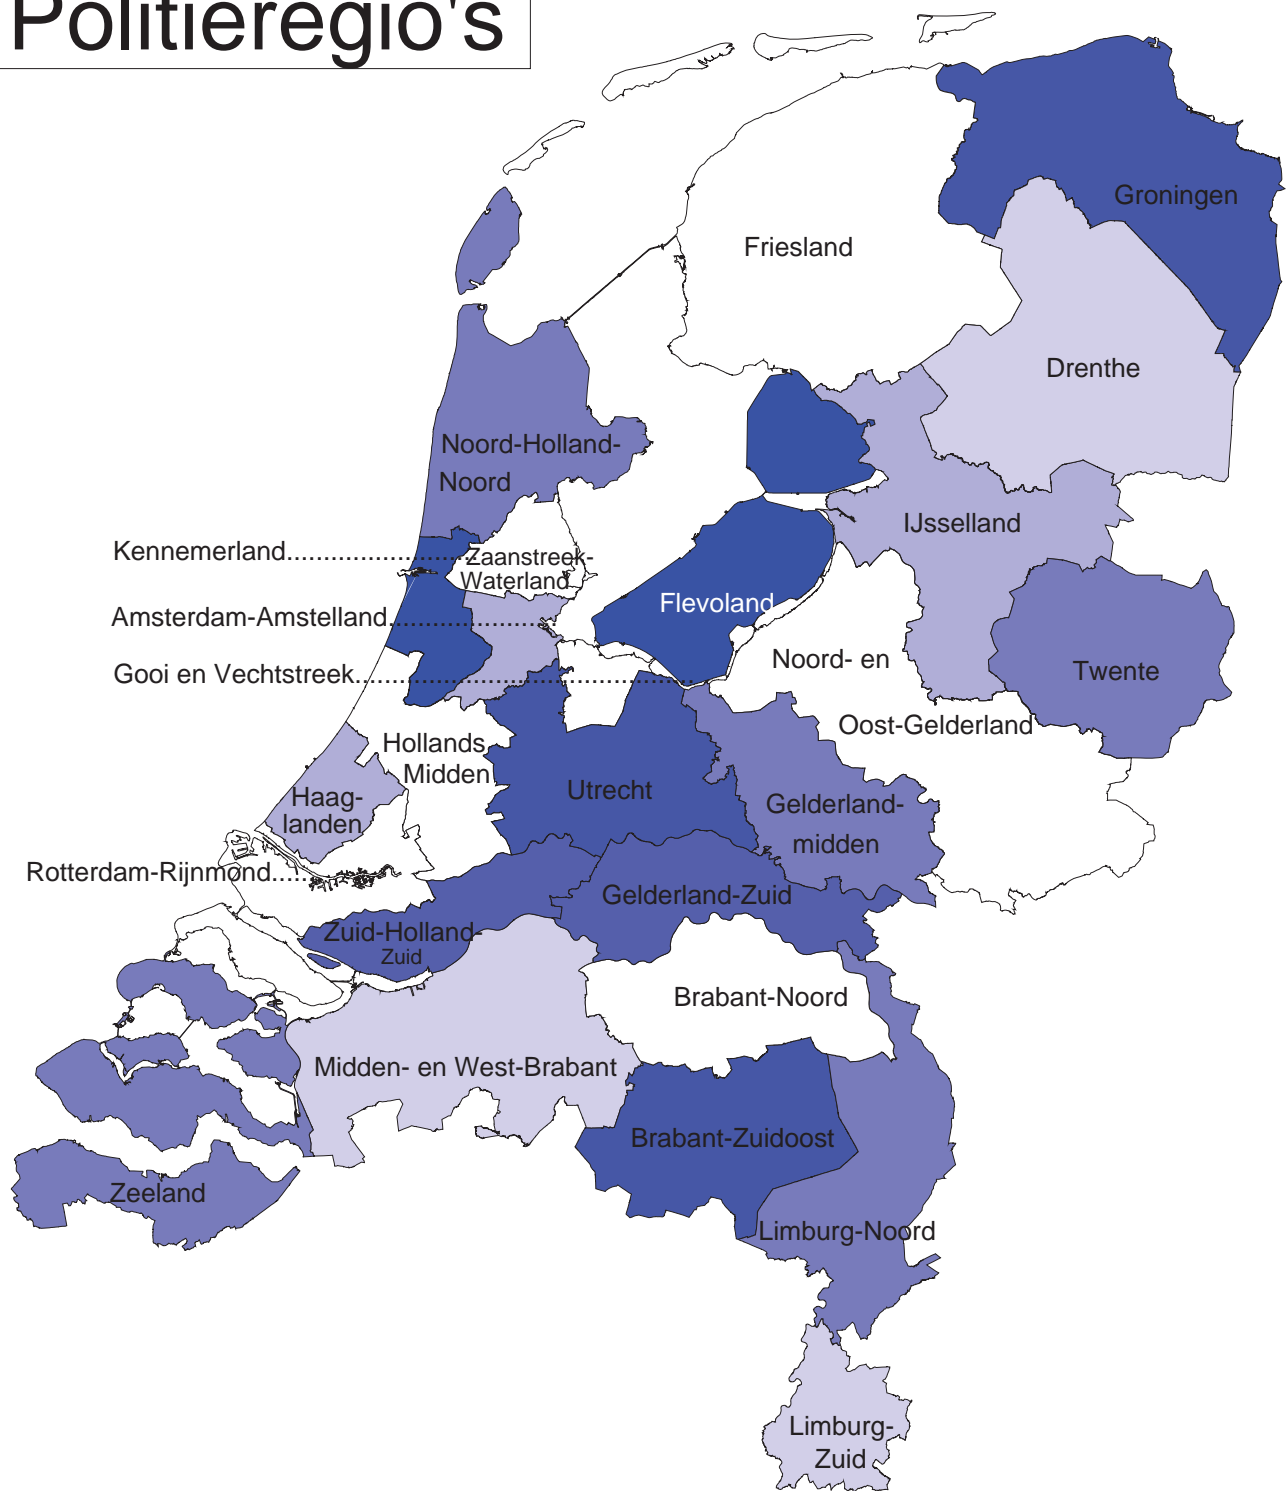 Politieregio's
Groningen
Friesland
Drenthe
Noord-Holland-
Noord
IJsselland
Kennemerland........................
Zaanstreek-
Waterland
Amsterdam-Amstelland.....................
Flevoland
Noord- en
Oost-Gelderland
Twente
Gooi en Vechtstreek...........................................
Hollands
Midden
Utrecht
Haag-
landen
Gelderland-
midden
Rotterdam-Rijnmond......
Gelderland-Zuid
Zuid-Holland-
Zuid
Brabant-Noord
Midden- en West-Brabant
Brabant-Zuidoost
Zeeland
Limburg-Noord
Limburg-
Zuid